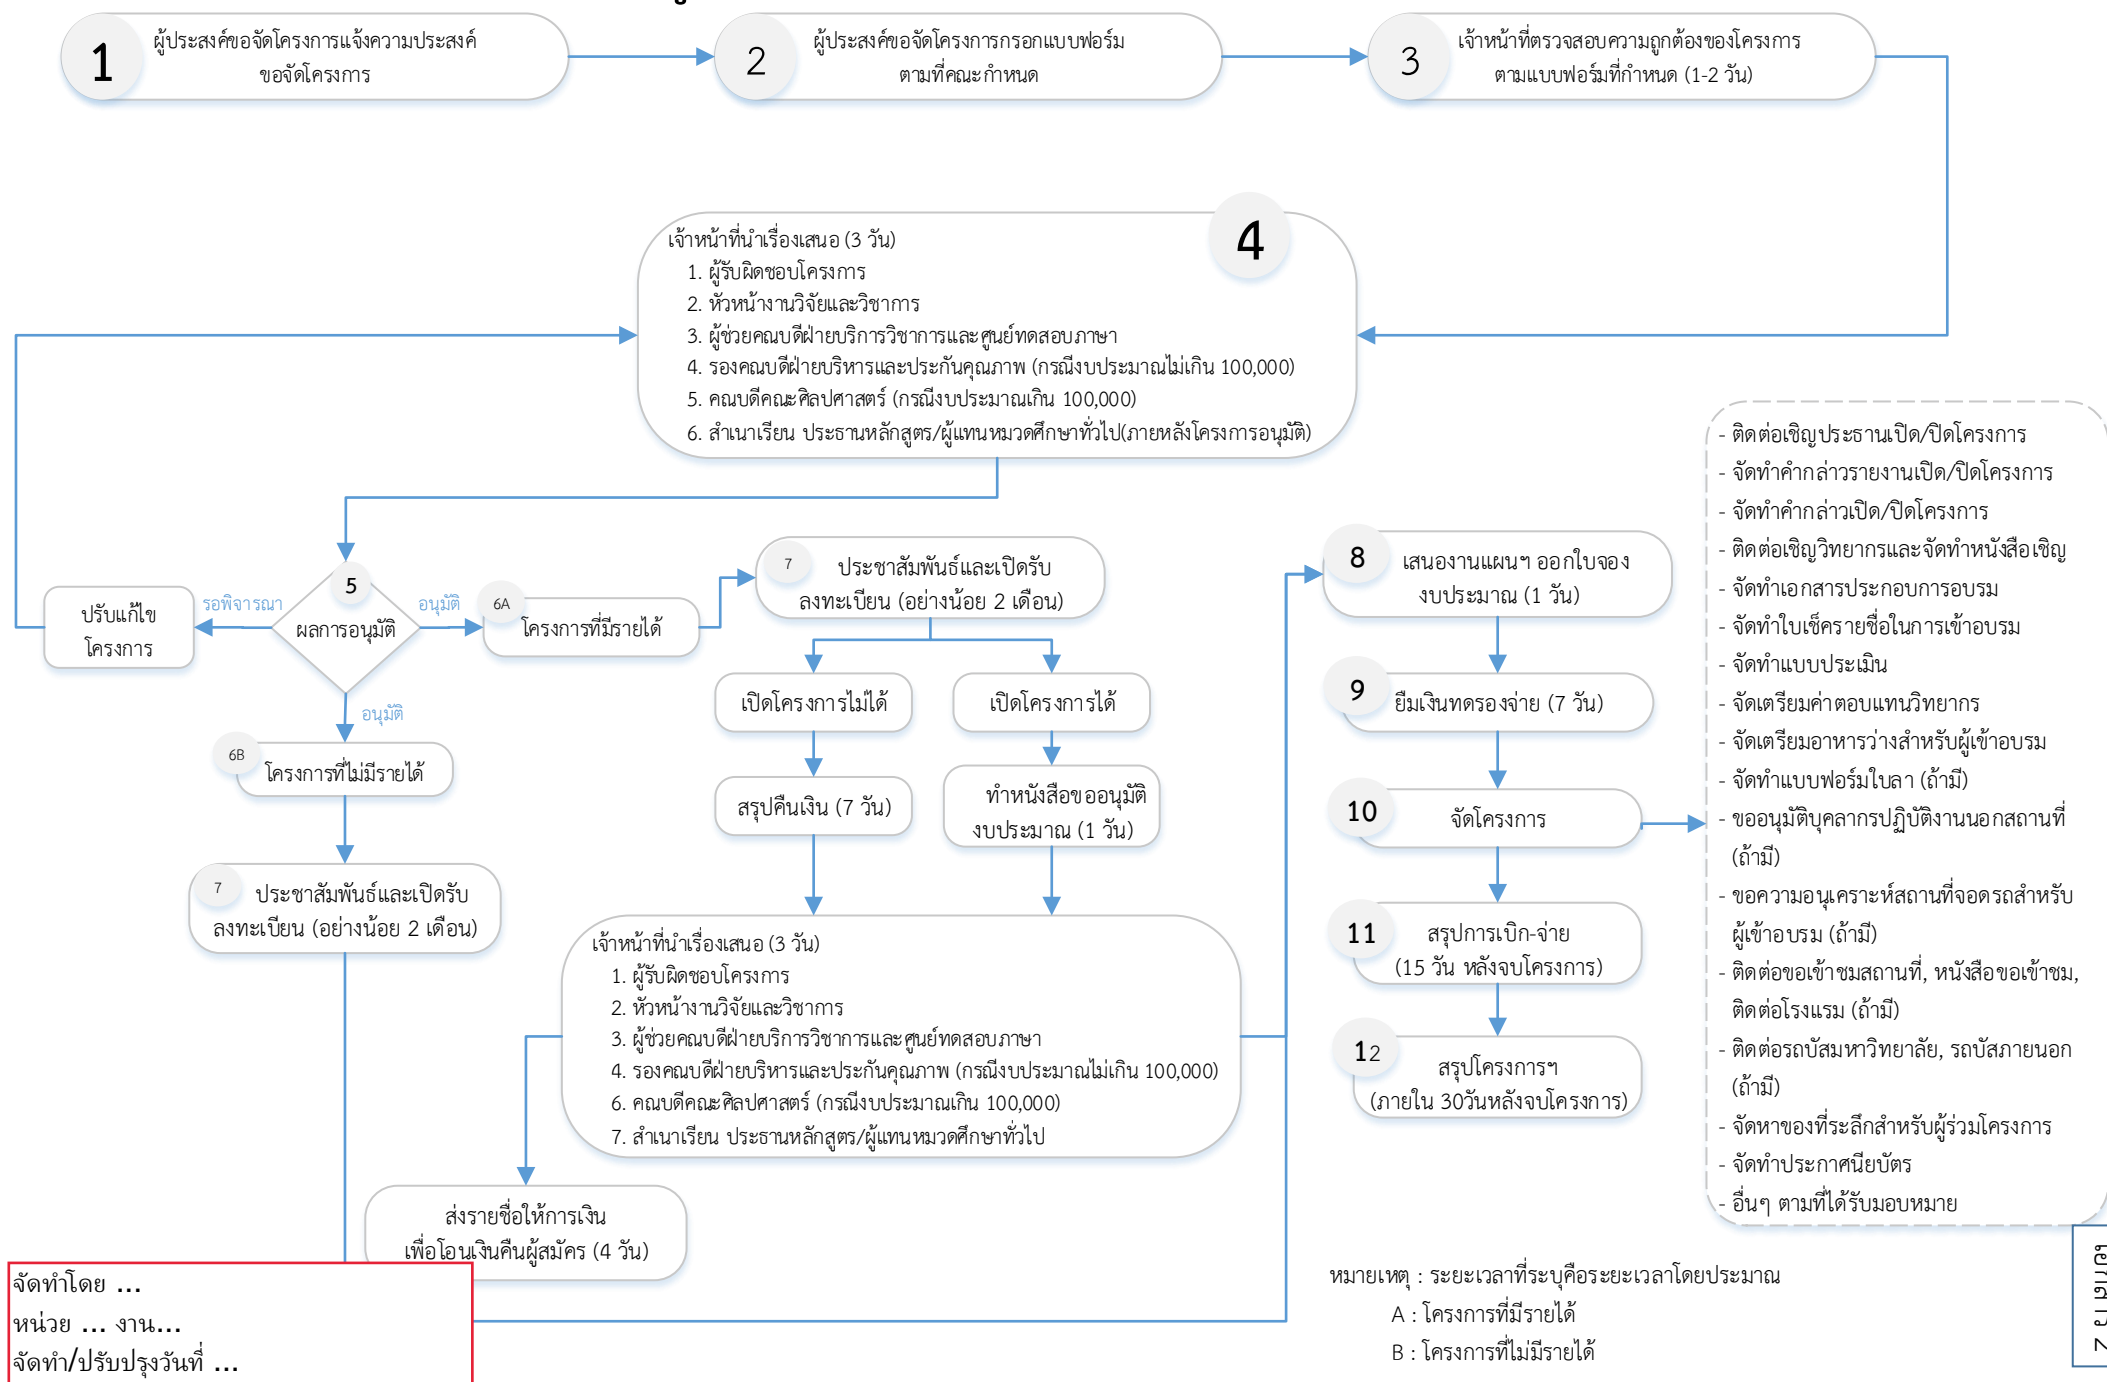 1
ผู้ประสงค์ขอจัดโครงการแจ้งความประสงค์
ขอจัดโครงการ
2
ผู้ประสงค์ขอจัดโครงการกรอกแบบฟอร์ม
ตามที่คณะกำหนด
3
เจ้าหน้าที่ตรวจสอบความถูกต้องของโครงการ
ตามแบบฟอร์มที่กำหนด (1-2 วัน)
4
เจ้าหน้าที่นำเรื่องเสนอ (3 วัน)
1. ผู้รับผิดชอบโครงการ
2. หัวหน้างานวิจัยและวิชาการ
3. ผู้ช่วยคณบดีฝ่ายบริการวิชาการและศูนย์ทดสอบภาษา
4. รองคณบดีฝ่ายบริหารและประกันคุณภาพ (กรณีงบประมาณไม่เกิน 100,000)
5. คณบดีคณะศิลปศาสตร์ (กรณีงบประมาณเกิน 100,000)
6. สำเนาเรียน ประธานหลักสูตร/ผู้แทนหมวดศึกษาทั่วไป(ภายหลังโครงการอนุมัติ)
5
ผลการอนุมัติ
รอพิจารณา
ปรับแก้ไข
โครงการ
อนุมัติ
6A
โครงการที่มีรายได้
อนุมัติ
6B
โครงการที่ไม่มีรายได้
7
ประชาสัมพันธ์และเปิดรับ
ลงทะเบียน (อย่างน้อย 2 เดือน)
7
ประชาสัมพันธ์และเปิดรับ
ลงทะเบียน (อย่างน้อย 2 เดือน)
เปิดโครงการไม่ได้
เปิดโครงการได้
สรุปคืนเงิน (7 วัน)
ทำหนังสือขออนุมัติ
งบประมาณ (1 วัน)
เจ้าหน้าที่นำเรื่องเสนอ (3 วัน)
1. ผู้รับผิดชอบโครงการ
2. หัวหน้างานวิจัยและวิชาการ
3. ผู้ช่วยคณบดีฝ่ายบริการวิชาการและศูนย์ทดสอบภาษา
4. รองคณบดีฝ่ายบริหารและประกันคุณภาพ (กรณีงบประมาณไม่เกิน 100,000)
6. คณบดีคณะศิลปศาสตร์ (กรณีงบประมาณเกิน 100,000)
7. สำเนาเรียน ประธานหลักสูตร/ผู้แทนหมวดศึกษาทั่วไป
ส่งรายชื่อให้การเงิน
เพื่อโอนเงินคืนผู้สมัคร (4 วัน)
8
เสนองานแผนฯ ออกใบจอง
งบประมาณ (1 วัน)
9
ยืมเงินทดรองจ่าย (7 วัน)
10
จัดโครงการ
11
สรุปการเบิก-จ่าย
(15 วัน หลังจบโครงการ)
12
สรุปโครงการฯ
(ภายใน 30วันหลังจบโครงการ)
- ติดต่อเชิญประธานเปิด/ปิดโครงการ
- จัดทำคำกล่าวรายงานเปิด/ปิดโครงการ
- จัดทำคำกล่าวเปิด/ปิดโครงการ
- ติดต่อเชิญวิทยากรและจัดทำหนังสือเชิญ
- จัดทำเอกสารประกอบการอบรม
- จัดทำใบเช็ครายชื่อในการเข้าอบรม
- จัดทำแบบประเมิน
- จัดเตรียมค่าตอบแทนวิทยากร
- จัดเตรียมอาหารว่างสำหรับผู้เข้าอบรม
- จัดทำแบบฟอร์มใบลา (ถ้ามี)
- ขออนุมัติบุคลากรปฏิบัติงานนอกสถานที่
(ถ้ามี)
- ขอความอนุเคราะห์สถานที่จอดรถสำหรับ
ผู้เข้าอบรม (ถ้ามี)
- ติดต่อขอเข้าชมสถานที่, หนังสือขอเข้าชม,
ติดต่อโรงแรม (ถ้ามี)
- ติดต่อรถบัสมหาวิทยาลัย, รถบัสภายนอก
(ถ้ามี)
- จัดหาของที่ระลึกสำหรับผู้ร่วมโครงการ
- จัดทำประกาศนียบัตร
- อื่นๆ ตามที่ได้รับมอบหมาย
หมายเหตุ : ระยะเวลาที่ระบุคือระยะเวลาโดยประมาณ
A : โครงการที่มีรายได้
B : โครงการที่ไม่มีรายได้
จัดทำโดย ...
หน่วย ... งาน...
จัดทำ/ปรับปรุงวันที่ ...
เอกสาร 2